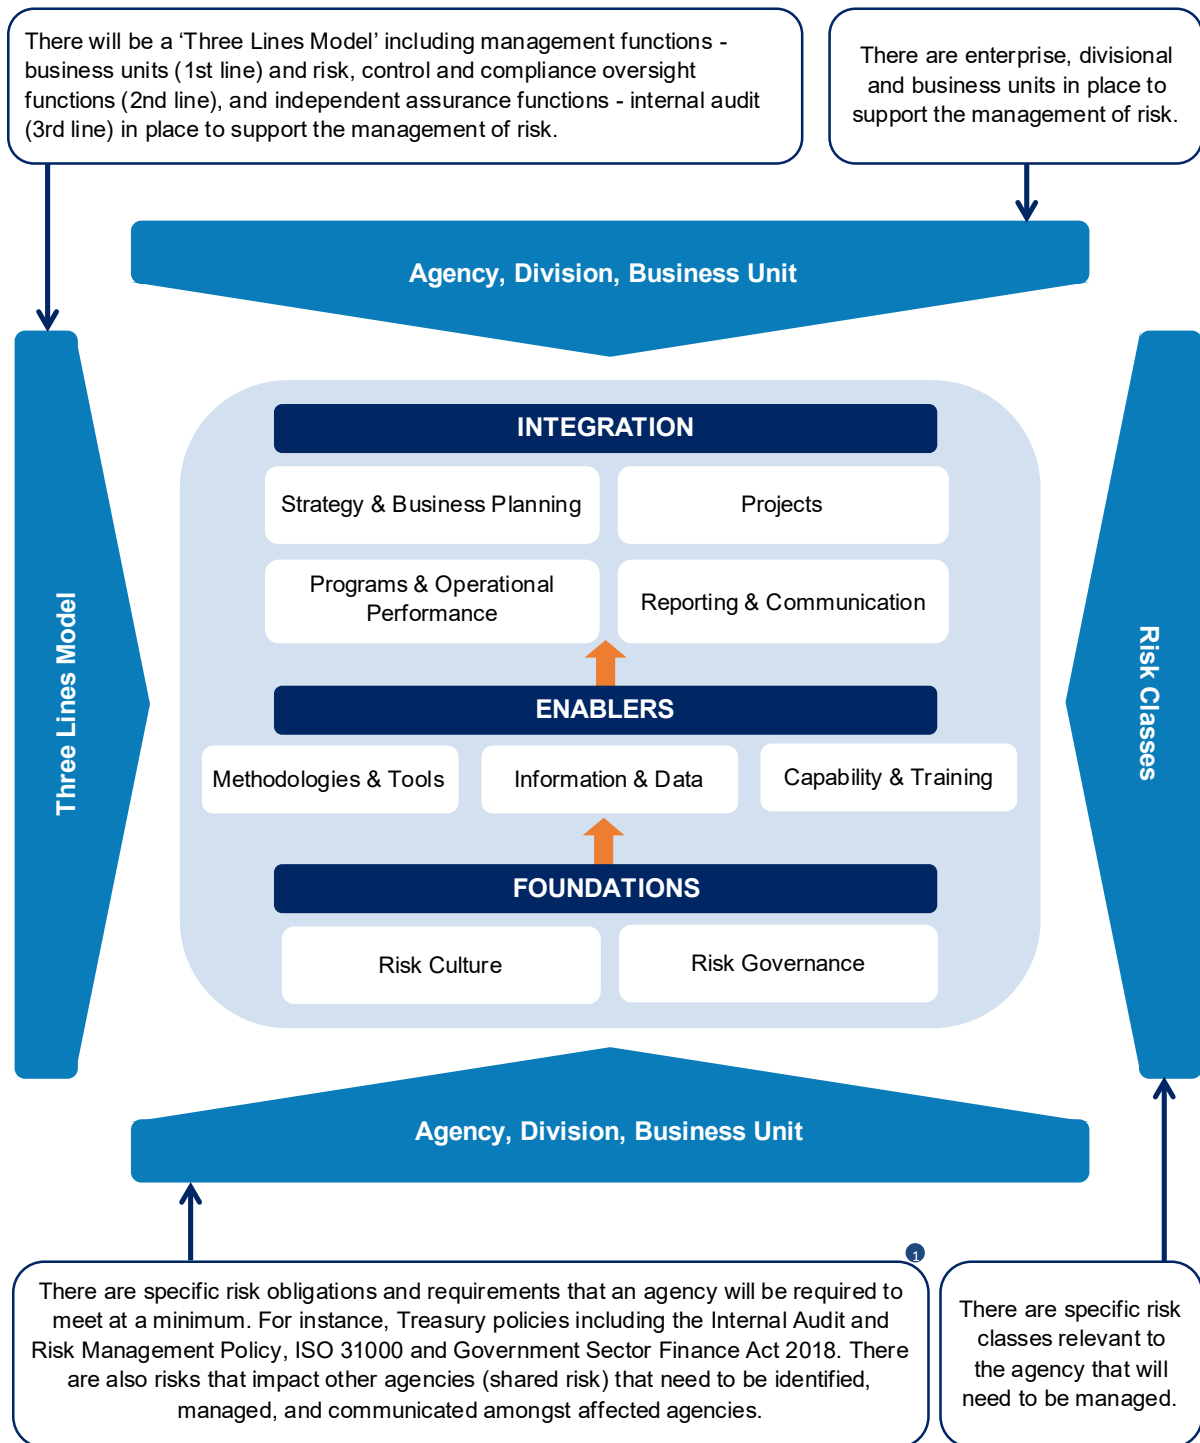 There will be a ‘Three Lines Model’ including management functions -
business units (1st line) and risk, control and compliance oversight
functions (2nd line), and independent assurance functions - internal audit
(3rd line) in place to support the management of risk.
There are enterprise, divisional
and business units in place to
support the management of risk.
Agency, Division, Business Unit
Three Lines Model
INTEGRATION
Strategy & Business Planning
Projects
Programs & Operational
Performance
Reporting & Communication
ENABLERS
Methodologies & Tools
Information & Data
Capability & Training
FOUNDATIONS
Risk Culture
Risk Governance
Risk Classes
Agency, Division, Business Unit
1
There are specific risk obligations and requirements that an agency will be required to
meet at a minimum. For instance, Treasury policies including the Internal Audit and
Risk Management Policy, ISO 31000 and Government Sector Finance Act 2018. There
are also risks that impact other agencies (shared risk) that need to be identified,
managed, and communicated amongst affected agencies.
There are specific risk
classes relevant to
the agency that will
need to be managed.